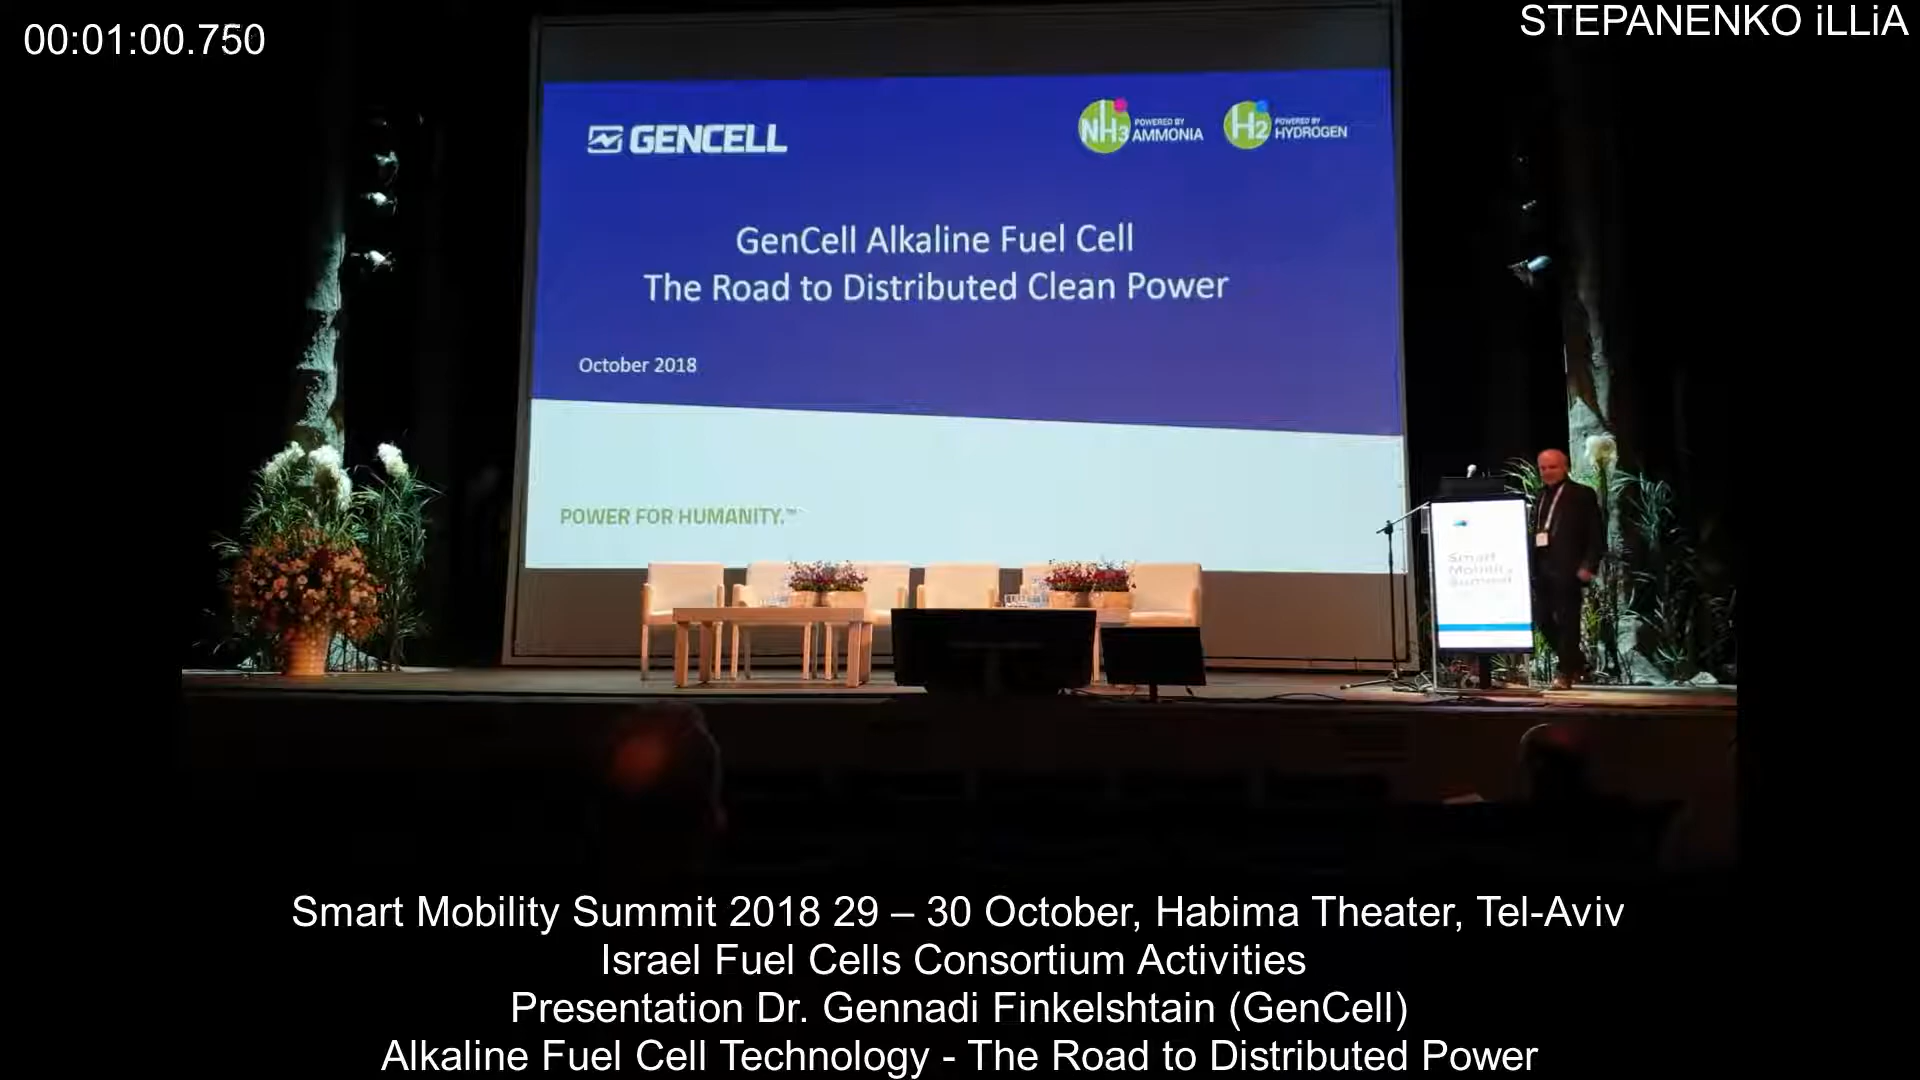 00:01:00.750
STEPANENKO iLLiA
GENCELL
NH3 POWERED BY AMMONIA
H2 POWERED BY HYDROGEN
GenCell Alkaline Fuel Cell
The Road to Distributed Clean Power
October 2018
POWER FOR HUMANITY.™
Smart
Mobility
Summit
Smart Mobility Summit 2018 29 – 30 October, Habima Theater, Tel-Aviv
Israel Fuel Cells Consortium Activities
Presentation Dr. Gennadi Finkelshtain (GenCell)
Alkaline Fuel Cell Technology - The Road to Distributed Power